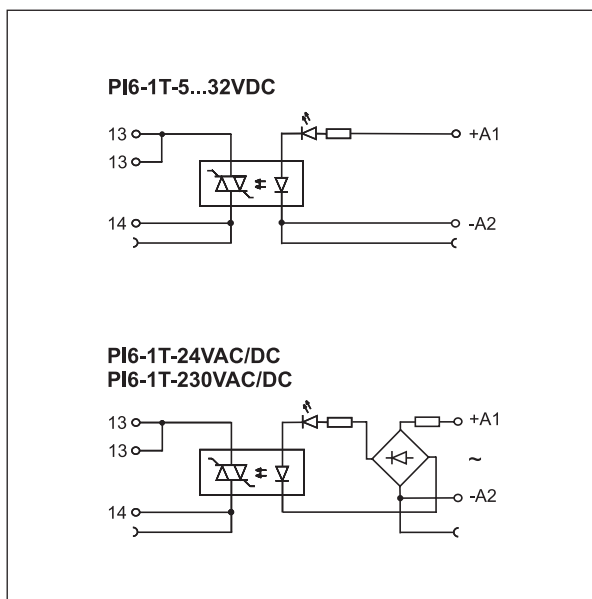 PI6-1T-5...32VDC
13
+A1
13
14
-A2
PI6-1T-24VAC/DC
PI6-1T-230VAC/DC
13
+A1
13
~
14
-A2